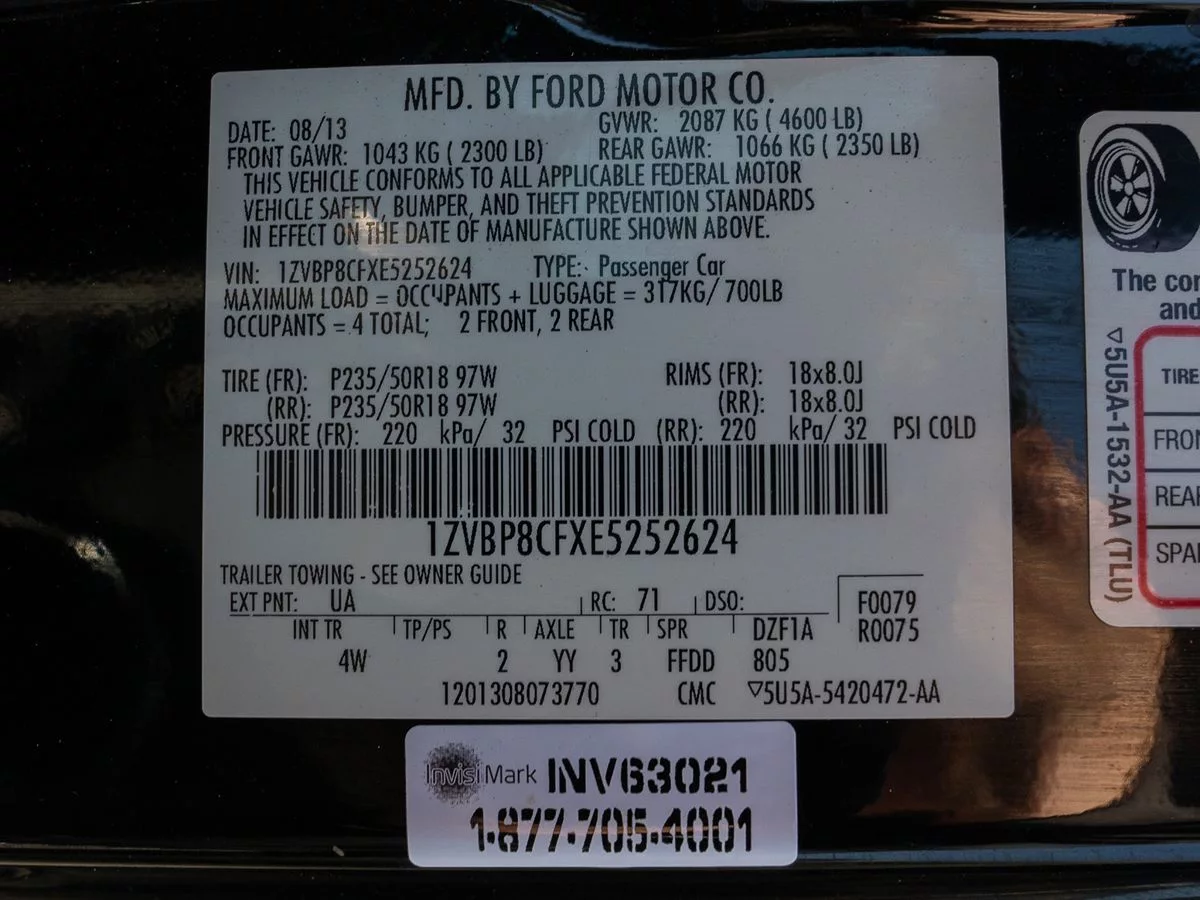 MFD. BY FORD MOTOR CO.
DATE: 08/13 GVWR: 2087 KG ( 4600 LB)
FRONT GAWR: 1043 KG ( 2300 LB) REAR GAWR: 1066 KG ( 2350 LB)
THIS VEHICLE CONFORMS TO ALL APPLICABLE FEDERAL MOTOR
VEHICLE SAFETY, BUMPER, AND THEFT PREVENTION STANDARDS
IN EFFECT ON THE DATE OF MANUFACTURE SHOWN ABOVE.
VIN: 1ZVBP8CFXE5252624 TYPE: Passenger Car
MAXIMUM LOAD = OCCUPANTS + LUGGAGE = 317KG/ 700LB
OCCUPANTS = 4 TOTAL; 2 FRONT, 2 REAR
TIRE (FR): P235/50R18 97W RIMS (FR): 18x8.0J
(RR): P235/50R18 97W (RR): 18x8.0J
PRESSURE (FR): 220 kPa/ 32 PSI COLD (RR): 220 kPa/ 32 PSI COLD
1ZVBP8CFXE5252624
TRAILER TOWING - SEE OWNER GUIDE
EXT PNT: UA RC: 71 DSO: F0079
INT TR TP/PS R AXLE TR SPR DZF1A R0075
4W 2 YY 3 FFDD 805
1201308073770 CMC ▽5U5A-5420472-AA
InvisiMark INV63021
1-877-705-4001
The con
and
TIRE
FRON
REAR
SPAR
▽5U5A-1532-AA (TLU)